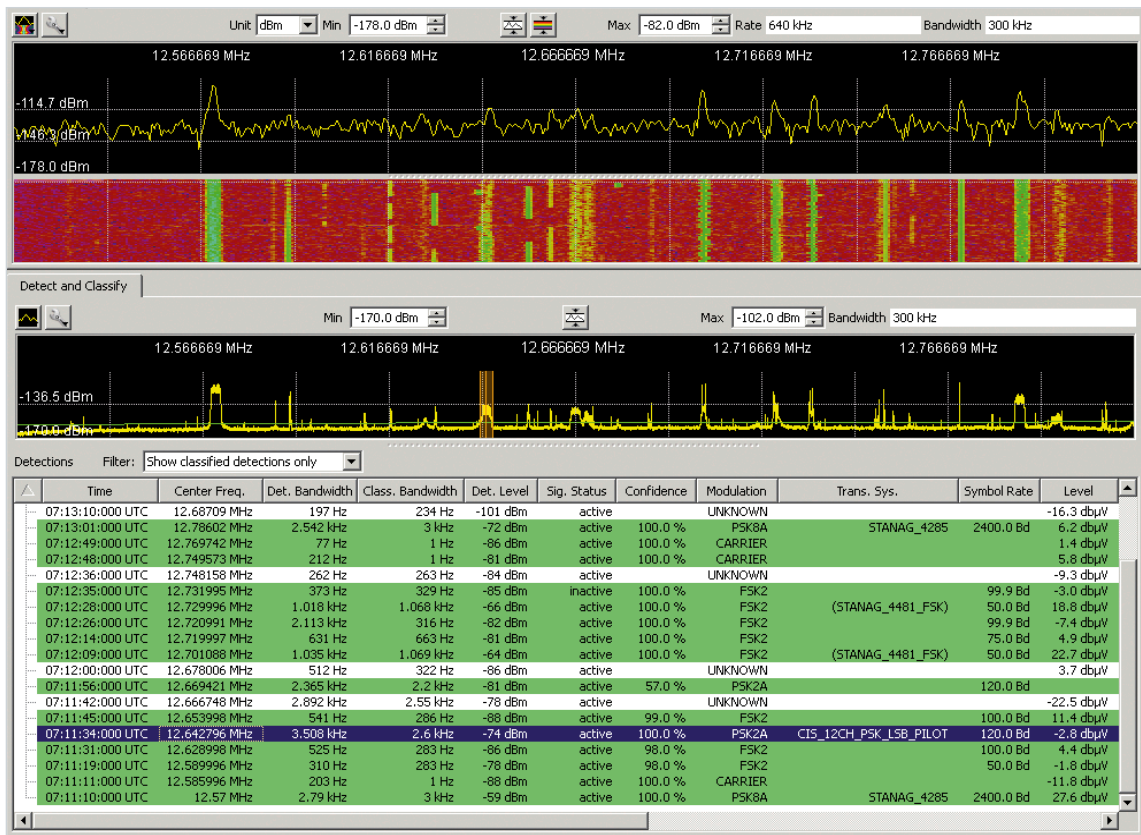 Unit dBm Min -178.0 dBm Max -82.0 dBm Rate 640 kHz Bandwidth 300 kHz
12.566669 MHz 12.616669 MHz 12.666669 MHz 12.716669 MHz 12.766669 MHz
-114.7 dBm
-146.3 dBm
-178.0 dBm
Detect and Classify
Min -170.0 dBm Max -102.0 dBm Bandwidth 300 kHz
12.566669 MHz 12.616669 MHz 12.666669 MHz 12.716669 MHz 12.766669 MHz
-136.5 dBm
-170.0 dBm
Detections Filter: Show classified detections only
Time Center Freq. Det. Bandwidth Class. Bandwidth Det. Level Sig. Status Confidence Modulation Trans. Sys. Symbol Rate Level
07:13:10:000 UTC 12.68709 MHz 197 Hz 234 Hz -101 dBm active UNKNOWN -16.3 dbµV
07:13:01:000 UTC 12.78602 MHz 2.542 kHz 3 kHz -72 dBm active 100.0 % PSK8A STANAG_4285 2400.0 Bd 6.2 dbµV
07:12:49:000 UTC 12.769742 MHz 77 Hz 1 Hz -86 dBm active 100.0 % CARRIER 1.4 dbµV
07:12:48:000 UTC 12.749573 MHz 212 Hz 1 Hz -81 dBm active 100.0 % CARRIER 5.8 dbµV
07:12:36:000 UTC 12.748158 MHz 262 Hz 263 Hz -84 dBm active UNKNOWN -9.3 dbµV
07:12:35:000 UTC 12.731995 MHz 373 Hz 329 Hz -85 dBm inactive 100.0 % FSK2 99.9 Bd -3.0 dbµV
07:12:28:000 UTC 12.729996 MHz 1.018 kHz 1.068 kHz -66 dBm active 100.0 % FSK2 (STANAG_4481_FSK) 50.0 Bd 18.8 dbµV
07:12:26:000 UTC 12.720991 MHz 2.113 kHz 316 Hz -82 dBm active 100.0 % FSK2 99.9 Bd -7.4 dbµV
07:12:14:000 UTC 12.719997 MHz 631 Hz 663 Hz -81 dBm active 100.0 % FSK2 75.0 Bd 4.9 dbµV
07:12:09:000 UTC 12.701088 MHz 1.035 kHz 1.069 kHz -64 dBm active 100.0 % FSK2 (STANAG_4481_FSK) 50.0 Bd 22.7 dbµV
07:12:00:000 UTC 12.678006 MHz 512 Hz 322 Hz -86 dBm active UNKNOWN 3.7 dbµV
07:11:56:000 UTC 12.669421 MHz 2.365 kHz 2.2 kHz -81 dBm active 57.0 % PSK2A 120.0 Bd
07:11:42:000 UTC 12.666748 MHz 2.892 kHz 2.55 kHz -78 dBm active UNKNOWN -22.5 dbµV
07:11:45:000 UTC 12.653998 MHz 541 Hz 286 Hz -88 dBm active 99.0 % FSK2 100.0 Bd 11.4 dbµV
07:11:34:000 UTC 12.642796 MHz 3.508 kHz 2.6 kHz -74 dBm active 100.0 % PSK2A CIS_12CH_PSK_LSB_PILOT 120.0 Bd -2.8 dbµV
07:11:31:000 UTC 12.628998 MHz 525 Hz 283 Hz -86 dBm active 98.0 % FSK2 100.0 Bd 4.4 dbµV
07:11:19:000 UTC 12.589996 MHz 310 Hz 283 Hz -78 dBm active 98.0 % FSK2 50.0 Bd -1.8 dbµV
07:11:11:000 UTC 12.585996 MHz 203 Hz 1 Hz -88 dBm active 100.0 % CARRIER -11.8 dbµV
07:11:10:000 UTC 12.57 MHz 2.79 kHz 3 kHz -59 dBm active 100.0 % PSK8A STANAG_4285 2400.0 Bd 27.6 dbµV